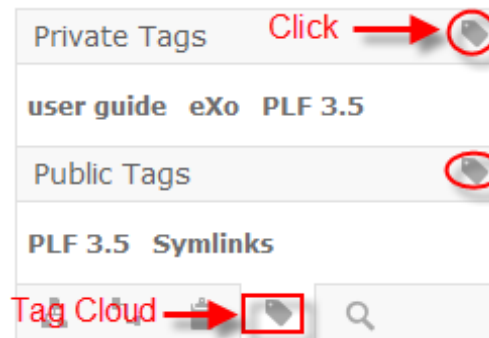 Private Tags Click
user guide eXo PLF 3.5
Public Tags
PLF 3.5 Symlinks
Tag Cloud